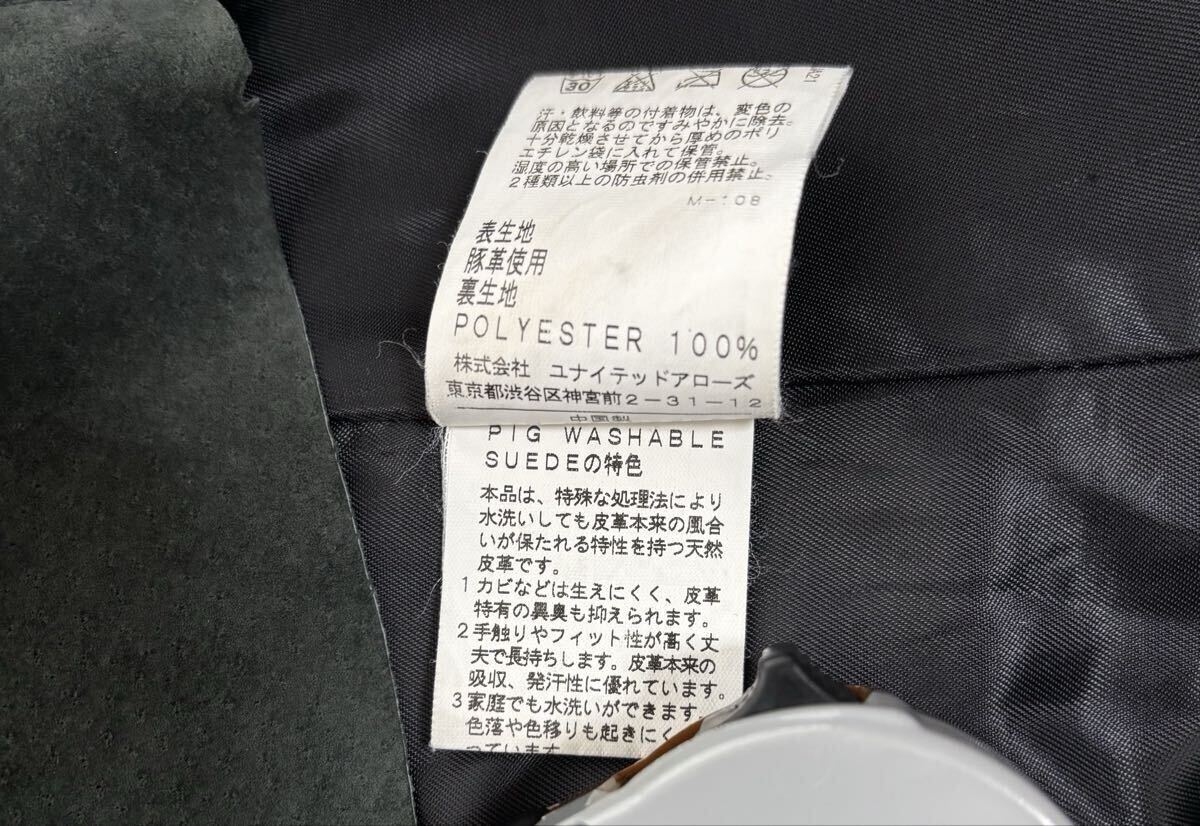 30
汗・飲料等の付着物は、変色の
原因となるのですみやかに除去。
十分乾燥させてから厚めのポリ
エチレン袋に入れて保管。
湿度の高い場所での保管禁止。
2種類以上の防虫剤の併用禁止。
M-108
表生地
豚革使用
裏生地
POLYESTER 100%
株式会社 ユナイテッドアローズ
東京都渋谷区神宮前2-31-12
中国製
PIG WASHABLE
SUEDEの特色
本品は、特殊な処理法により
水洗いしても皮革本来の風合
いが保たれる特性を持つ天然
皮革です。
1カビなどは生えにくく、皮革
特有の異臭も抑えられます。
2手触りやフィット性が高く丈
夫で長持ちします。皮革本来の
吸収、発汗性に優れています。
3家庭でも水洗いができます
色落や色移りも起きにく
っています